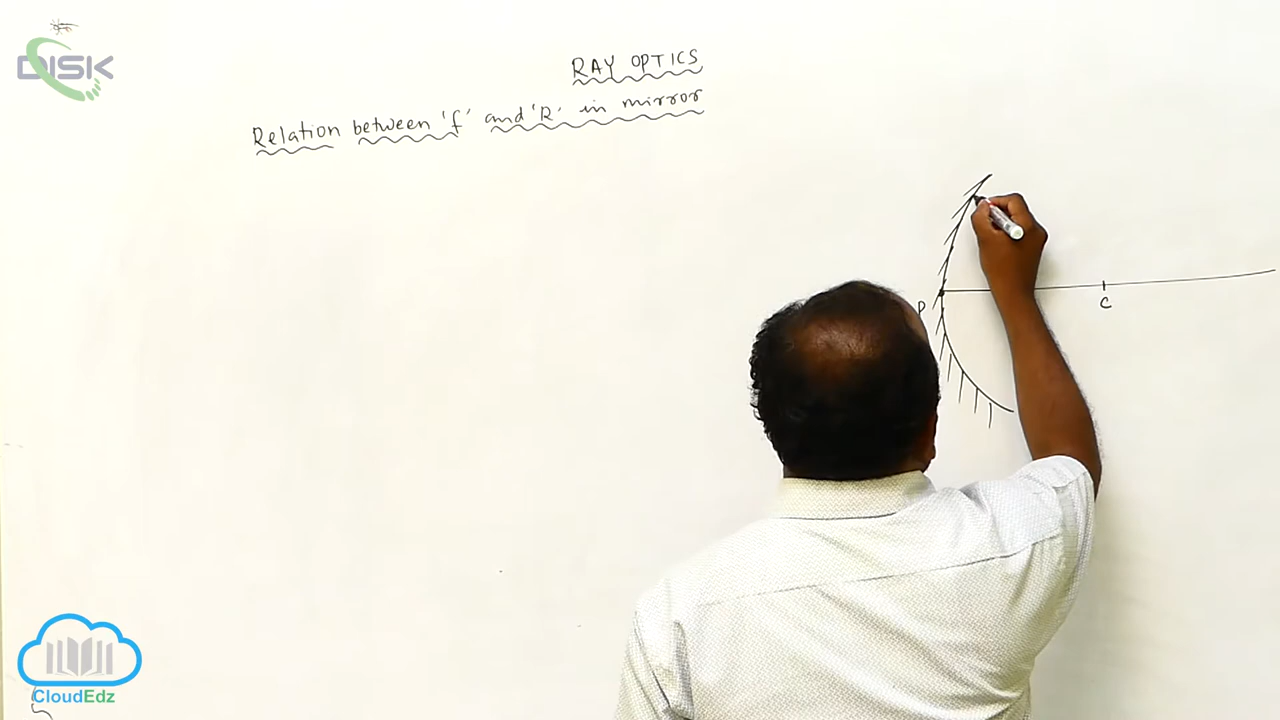 DISK
RAY OPTICS
Relation between 'f' and 'R' in mirror
P
C
CloudEdz